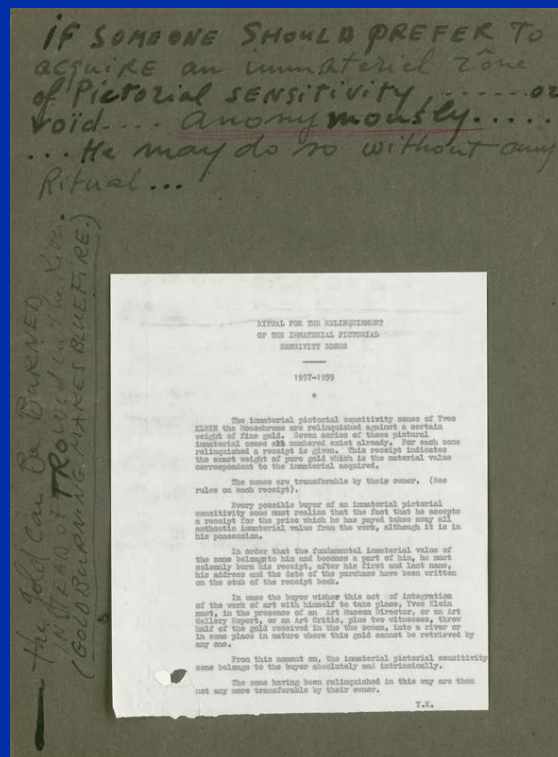 IF SOMEONE SHOULD PREFER TO
acquire an immaterial zône
of Pictorial SENSITIVITY ...... or
void.... anonymously......
... He may do so without any
Ritual ...
The Gold Can Be BURNED
TROWED in River.
(GOLD BURNING MAKES BLUE FIRE.)
RITUAL FOR THE RELINQUISHMENT
OF THE IMMATERIAL PICTORIAL
SENSIVITY ZONES
1957-1959
*
The immaterial pictorial sensitivity zones of Yves
KLEIN the Monochrome are relinquished against a certain
weight of fine gold. Seven series of these pictural
immaterial zones all numbered exist already. For each zone
relinquished a receipt is given. This receipt indicates
the exact weight of pure gold which is the material value
correspondent to the immaterial acquired.
The zones are transferable by their owner. (See
rules on each receipt).
Every possible buyer of an immaterial pictorial
sensitivity zone must realize that the fact that he accepts
a receipt for the price which he has payed takes away all
authentic immaterial value from the work, although it is in
his possession.
In order that the fundamental immaterial value of
the zone belongs to him and becomes a part of him, he must
solemnly burn his receipt, after his first and last name,
his address and the date of the purchase have been written
on the stub of the receipt book.
In case the buyer wishes this act of integration
of the work of art with himself to take place, Yves Klein
must, in the presence of an Art Museum Director, or an Art
Gallery Expert, or an Art Critic, plus two witnesses, throw
half of the gold received in the ocean, into a river or
in some place in nature where this gold cannot be retrieved by
any one.
From this moment on, the immaterial pictorial sensitivity
zone belongs to the buyer absolutely and intrinsically.
The zones having been relinquished in this way are then
not any more transferable by their owner.
Y.K.